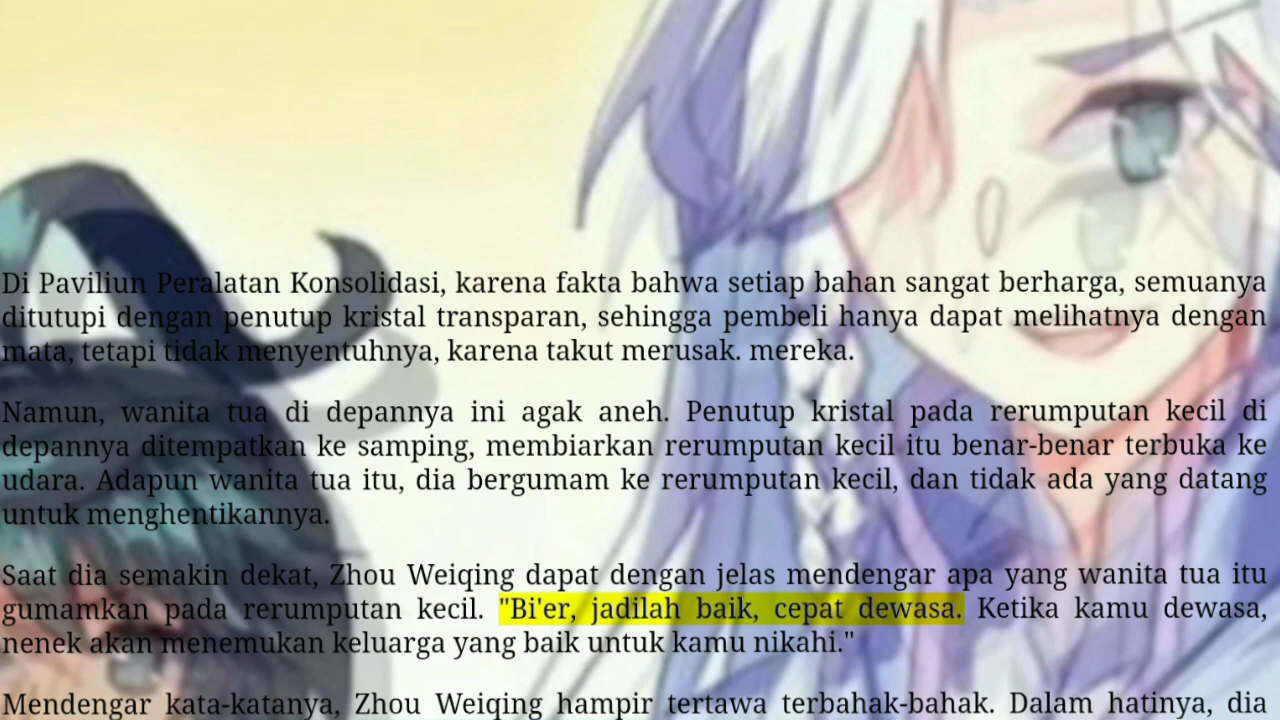 Di Paviliun Peralatan Konsolidasi, karena fakta bahwa setiap bahan sangat berharga, semuanya
ditutupi dengan penutup kristal transparan, sehingga pembeli hanya dapat melihatnya dengan
mata, tetapi tidak menyentuhnya, karena takut merusak. mereka.
Namun, wanita tua di depannya ini agak aneh. Penutup kristal pada rerumputan kecil di
depannya ditempatkan ke samping, membiarkan rerumputan kecil itu benar-benar terbuka ke
udara. Adapun wanita tua itu, dia bergumam ke rerumputan kecil, dan tidak ada yang datang
untuk menghentikannya.
Saat dia semakin dekat, Zhou Weiqing dapat dengan jelas mendengar apa yang wanita tua itu
gumamkan pada rerumputan kecil. "Bi'er, jadilah baik, cepat dewasa. Ketika kamu dewasa,
nenek akan menemukan keluarga yang baik untuk kamu nikahi."
Mendengar kata-katanya, Zhou Weiqing hampir tertawa terbahak-bahak. Dalam hatinya, dia